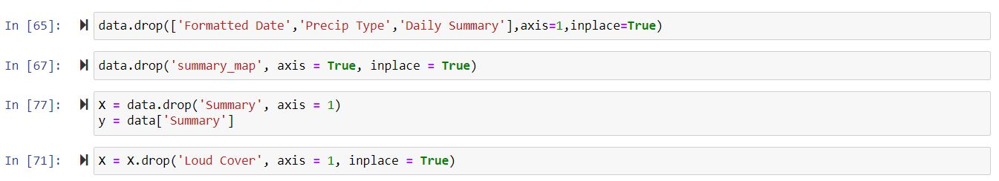 In [65]: data.drop(['Formatted Date','Precip Type','Daily Summary'],axis=1,inplace=True)
In [67]: data.drop('summary_map', axis = True, inplace = True)
In [77]: X = data.drop('Summary', axis = 1)
y = data['Summary']
In [71]: X = X.drop('Loud Cover', axis = 1, inplace = True)